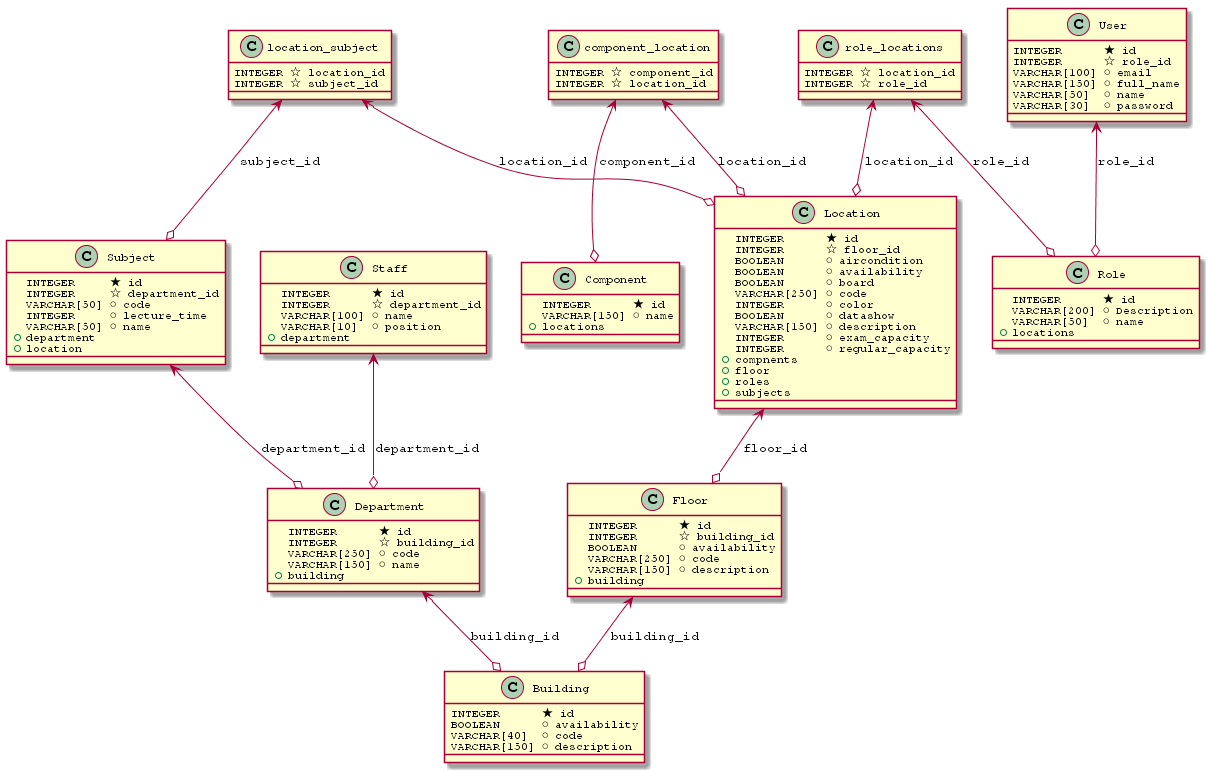 C location_subject
INTEGER ☆ location_id
INTEGER ☆ subject_id
C component_location
INTEGER ☆ component_id
INTEGER ☆ location_id
C role_locations
INTEGER ☆ location_id
INTEGER ☆ role_id
C User
INTEGER ★ id
INTEGER ☆ role_id
VARCHAR[100] ○ email
VARCHAR[150] ○ full_name
VARCHAR[50] ○ name
VARCHAR[30] ○ password
subject_id
location_id
component_id
location_id
location_id
role_id
role_id
C Subject
INTEGER ★ id
INTEGER ☆ department_id
VARCHAR[50] ○ code
INTEGER ○ lecture_time
VARCHAR[50] ○ name
department
location
C Staff
INTEGER ★ id
INTEGER ☆ department_id
VARCHAR[100] ○ name
VARCHAR[10] ○ position
department
C Component
INTEGER ★ id
VARCHAR[150] ○ name
locations
C Location
INTEGER ★ id
INTEGER ☆ floor_id
BOOLEAN ○ aircondition
BOOLEAN ○ availability
BOOLEAN ○ board
VARCHAR[250] ○ code
INTEGER ○ color
BOOLEAN ○ datashow
VARCHAR[150] ○ description
INTEGER ○ exam_capacity
INTEGER ○ regular_capacity
compnents
floor
roles
subjects
C Role
INTEGER ★ id
VARCHAR[200] ○ Description
VARCHAR[50] ○ name
locations
department_id
department_id
floor_id
C Department
INTEGER ★ id
INTEGER ☆ building_id
VARCHAR[250] ○ code
VARCHAR[150] ○ name
building
C Floor
INTEGER ★ id
INTEGER ☆ building_id
BOOLEAN ○ availability
VARCHAR[250] ○ code
VARCHAR[150] ○ description
building
building_id
building_id
C Building
INTEGER ★ id
BOOLEAN ○ availability
VARCHAR[40] ○ code
VARCHAR[150] ○ description